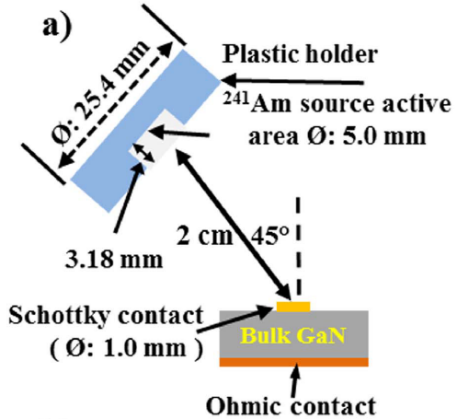 a)
Ø: 25.4 mm
Plastic holder
²⁴¹Am source active
area Ø: 5.0 mm
3.18 mm
2 cm
45°
Schottky contact
( Ø: 1.0 mm )
Bulk GaN
Ohmic contact